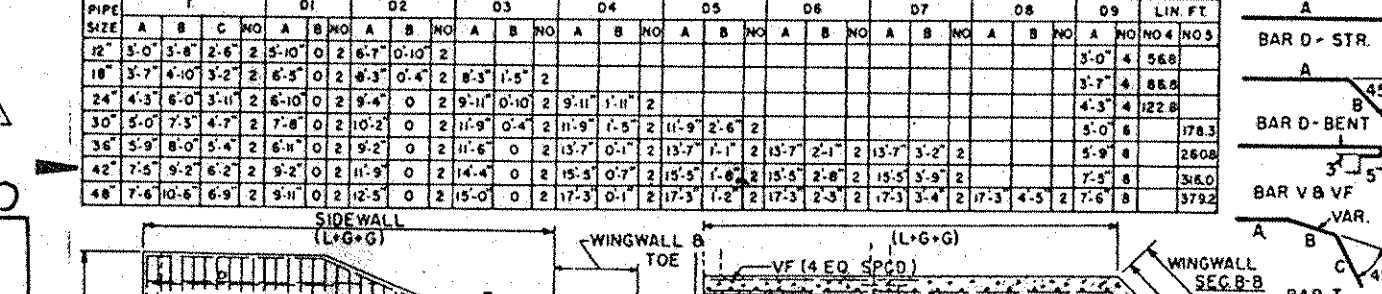 PIPE SIZE T D1 D2 D3 D4 D5 D6 D7 D8 D9 LIN. FT.
A B C NO A B NO A B NO A B NO A B NO A B NO A B NO A B NO A B NO A NO NO 4 NO 5
12" 3'-0" 3'-8" 2'-6" 2 5'-10" 0 2 6'-7" 0'-10" 2 3'-0" 4 56.8
18" 3'-7" 4'-10" 3'-2" 2 6'-5" 0 2 8'-3" 0'-4" 2 8'-3" 1'-5" 2 3'-7" 4 86.8
24" 4'-3" 6'-0" 3'-11" 2 6'-10" 0 2 9'-4" 0 2 9'-11" 0'-10" 2 9'-11" 1'-11" 2 4'-3" 4 122.8
30" 5'-0" 7'-3" 4'-7" 2 7'-8" 0 2 10'-2" 0 2 11'-9" 0'-4" 2 11'-9" 1'-5" 2 11'-9" 2'-6" 2 5'-0" 6 178.3
36" 5'-9" 8'-0" 5'-4" 2 6'-11" 0 2 9'-2" 0 2 11'-6" 0 2 13'-7" 0'-1" 2 13'-7" 1'-1" 2 13'-7" 2'-1" 2 13'-7" 3'-2" 2 5'-9" 8 260.8
42" 7'-5" 9'-2" 6'-2" 2 9'-2" 0 2 11'-9" 0 2 14'-4" 0 2 15'-5" 0'-7" 2 15'-5" 1'-8" 2 15'-5" 2'-8" 2 15'-5" 3'-9" 2 7'-5" 8 316.0
48" 7'-6" 10'-6" 6'-9" 2 9'-11" 0 2 12'-5" 0 2 15'-0" 0 2 17'-3" 0'-1" 2 17'-3" 1'-2" 2 17'-3" 2'-3" 2 17'-3" 3'-4" 2 17'-3" 4'-5" 2 7'-6" 8 379.2
A
BAR D - STR.
A
45
B
BAR D - BENT
3" 5"
BAR V & VF
VAR.
A B C
BAR T
SIDEWALL
(L+G+G)
WINGWALL &
TOE
(L+G+G)
VF (4 EQ. SPCD.)
WINGWALL
SEC. B-B